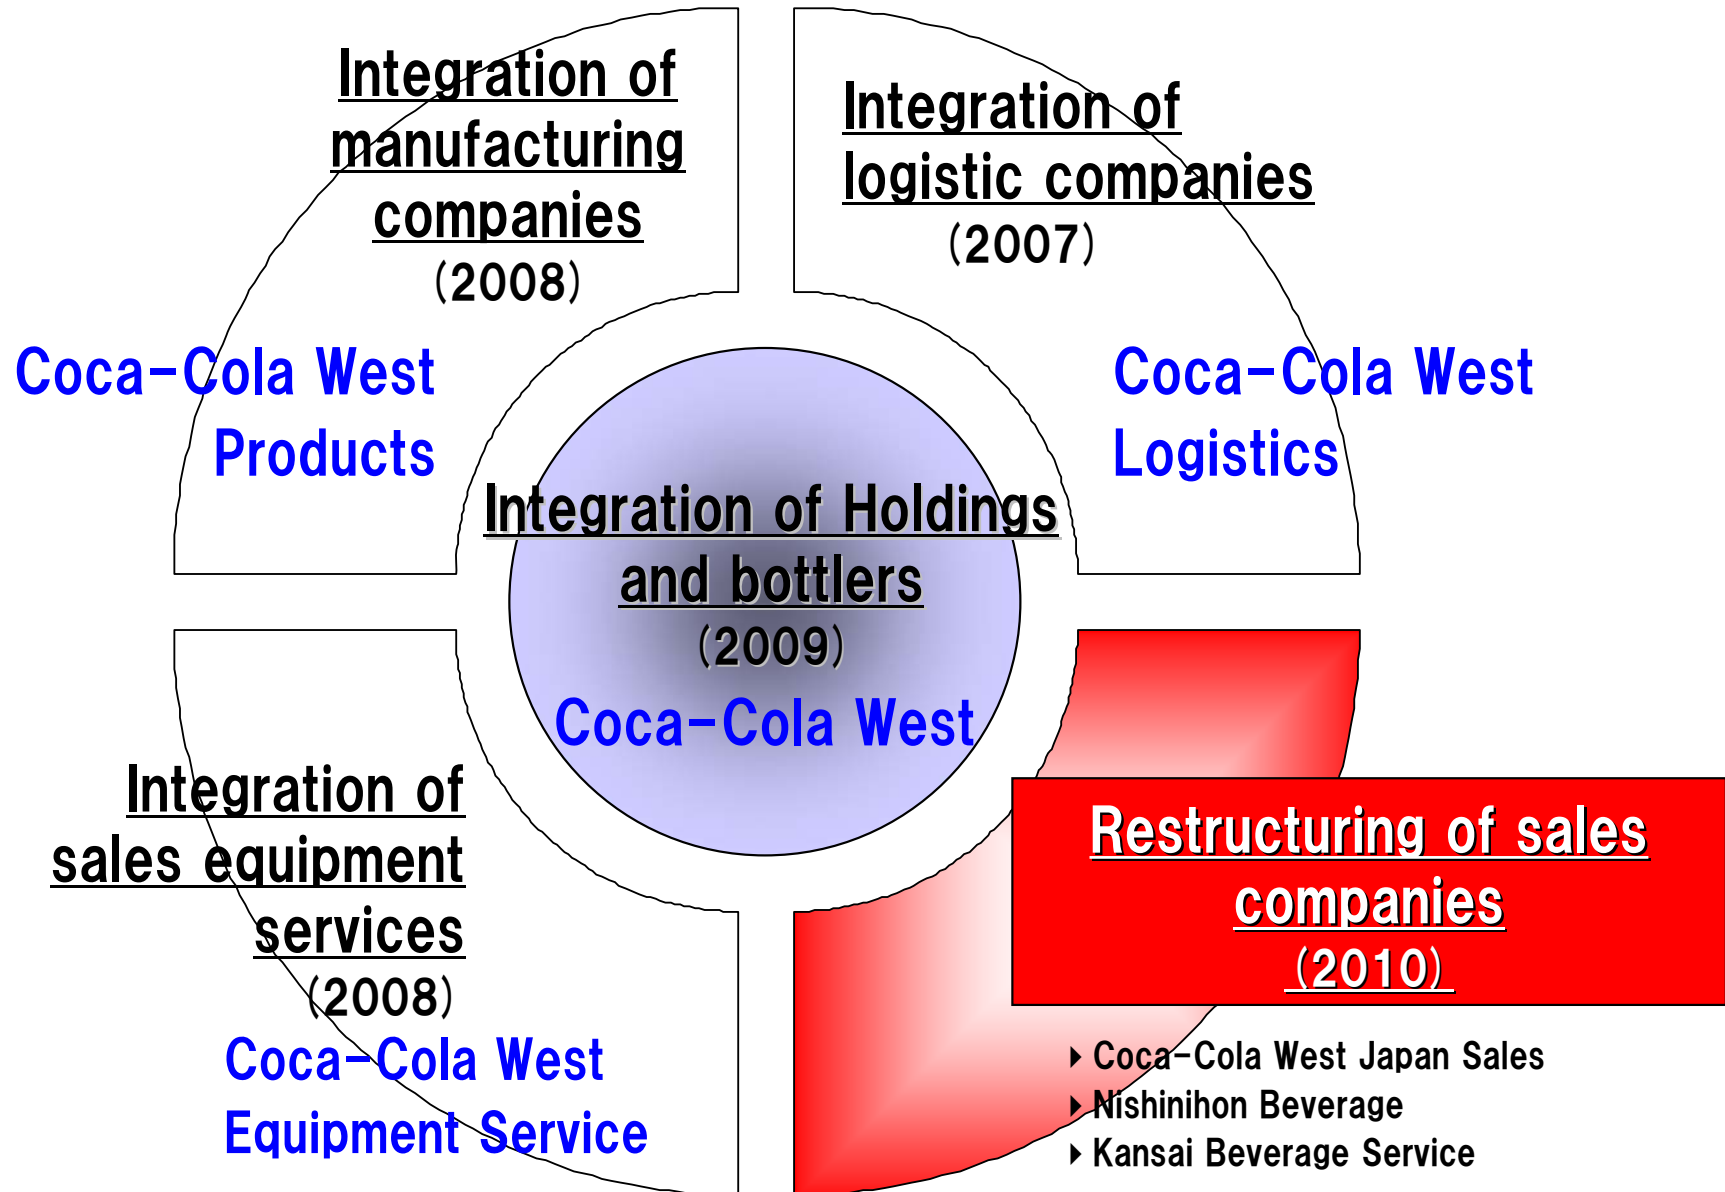 Integration of
manufacturing
companies
(2008)
Coca-Cola West
Products
Integration of
logistic companies
(2007)
Coca-Cola West
Logistics
Integration of Holdings
and bottlers
(2009)
Coca-Cola West
Integration of
sales equipment
services
(2008)
Coca-Cola West
Equipment Service
Restructuring of sales
companies
(2010)
Coca-Cola West Japan Sales
Nishinihon Beverage
Kansai Beverage Service